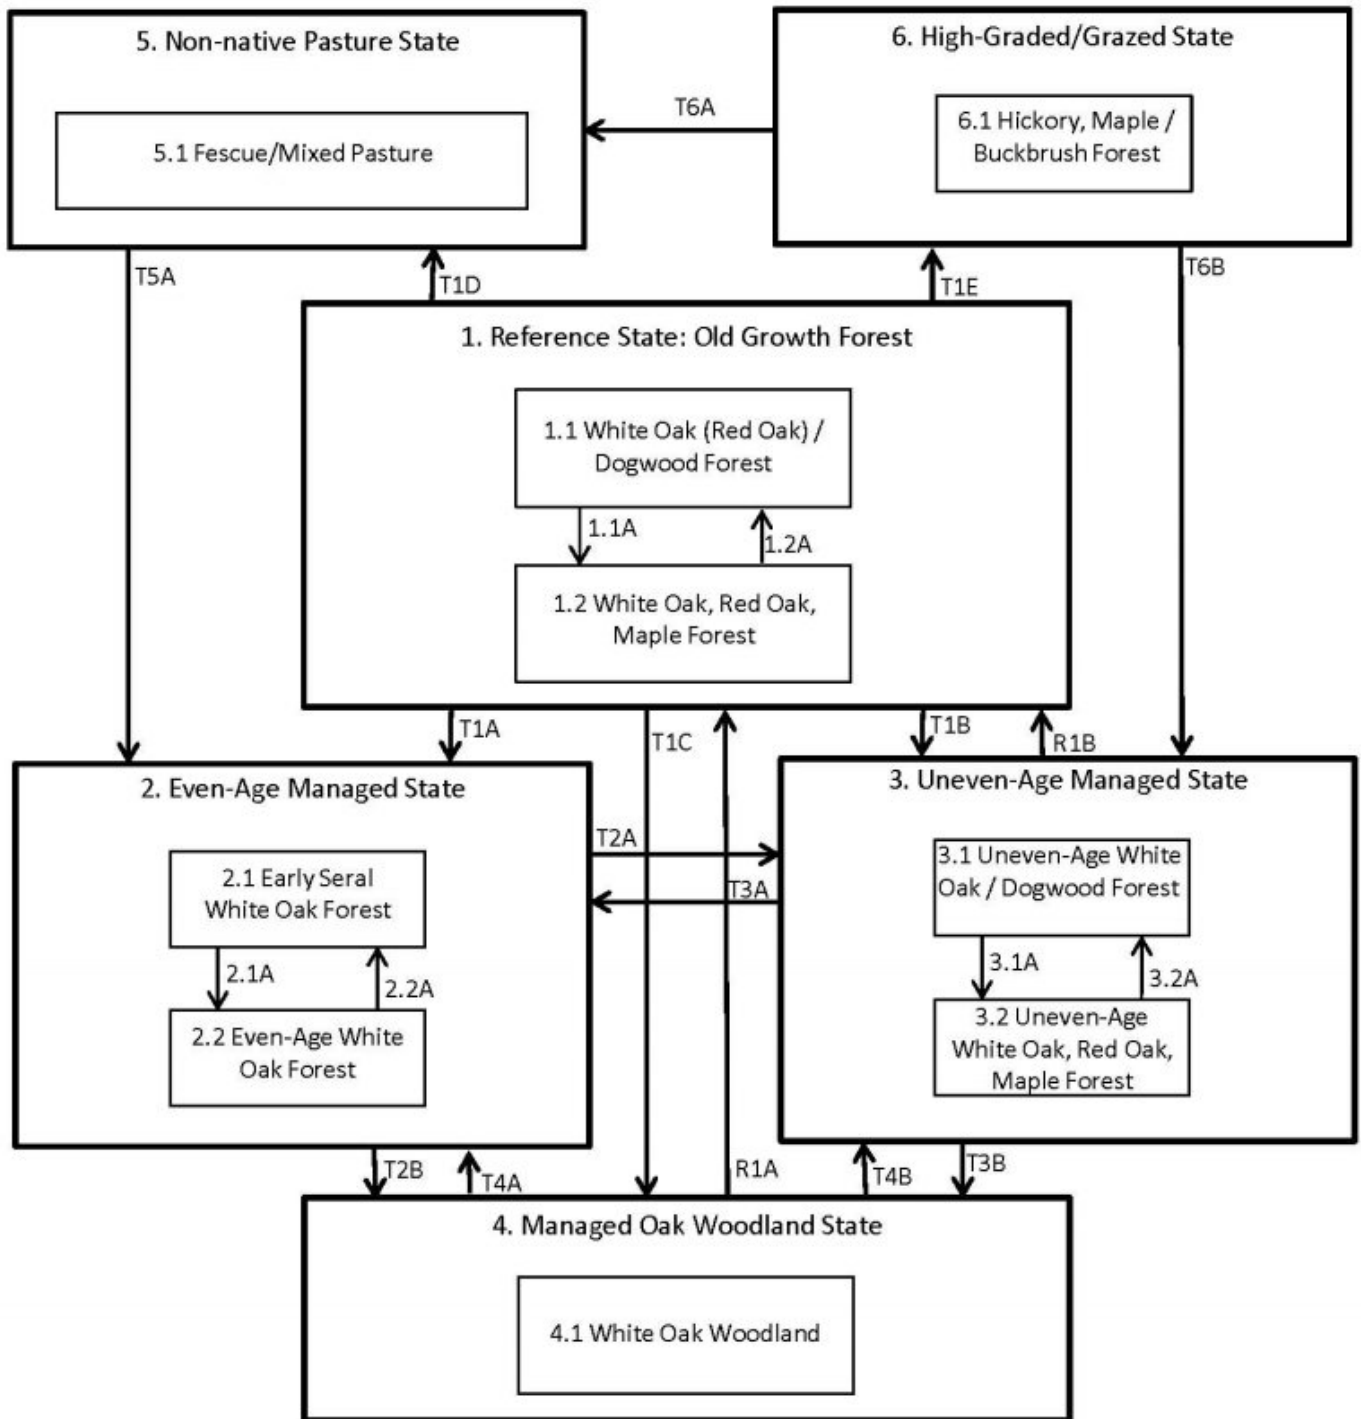 5. Non-native Pasture State
5.1 Fescue/Mixed Pasture
6. High-Graded/Grazed State
6.1 Hickory, Maple /
Buckbrush Forest
T6A
T5A
T1D
T1E
T6B
1. Reference State: Old Growth Forest
1.1 White Oak (Red Oak) /
Dogwood Forest
1.1A
1.2A
1.2 White Oak, Red Oak,
Maple Forest
T1A
T1C
T1B
R1B
2. Even-Age Managed State
2.1 Early Seral
White Oak Forest
2.1A
2.2A
2.2 Even-Age White
Oak Forest
T2A
T3A
3. Uneven-Age Managed State
3.1 Uneven-Age White
Oak / Dogwood Forest
3.1A
3.2A
3.2 Uneven-Age
White Oak, Red Oak,
Maple Forest
T2B
T4A
R1A
T4B
T3B
4. Managed Oak Woodland State
4.1 White Oak Woodland